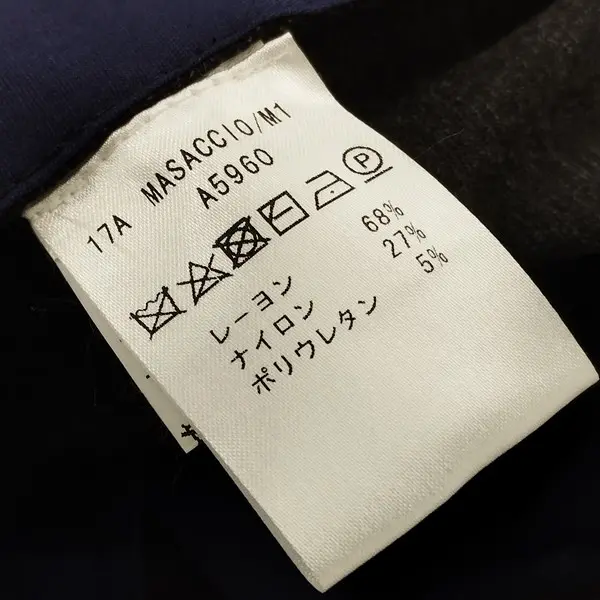 17A MASACCIO/M1
A5960
P
レーヨン 68%
ナイロン 27%
ポリウレタン 5%